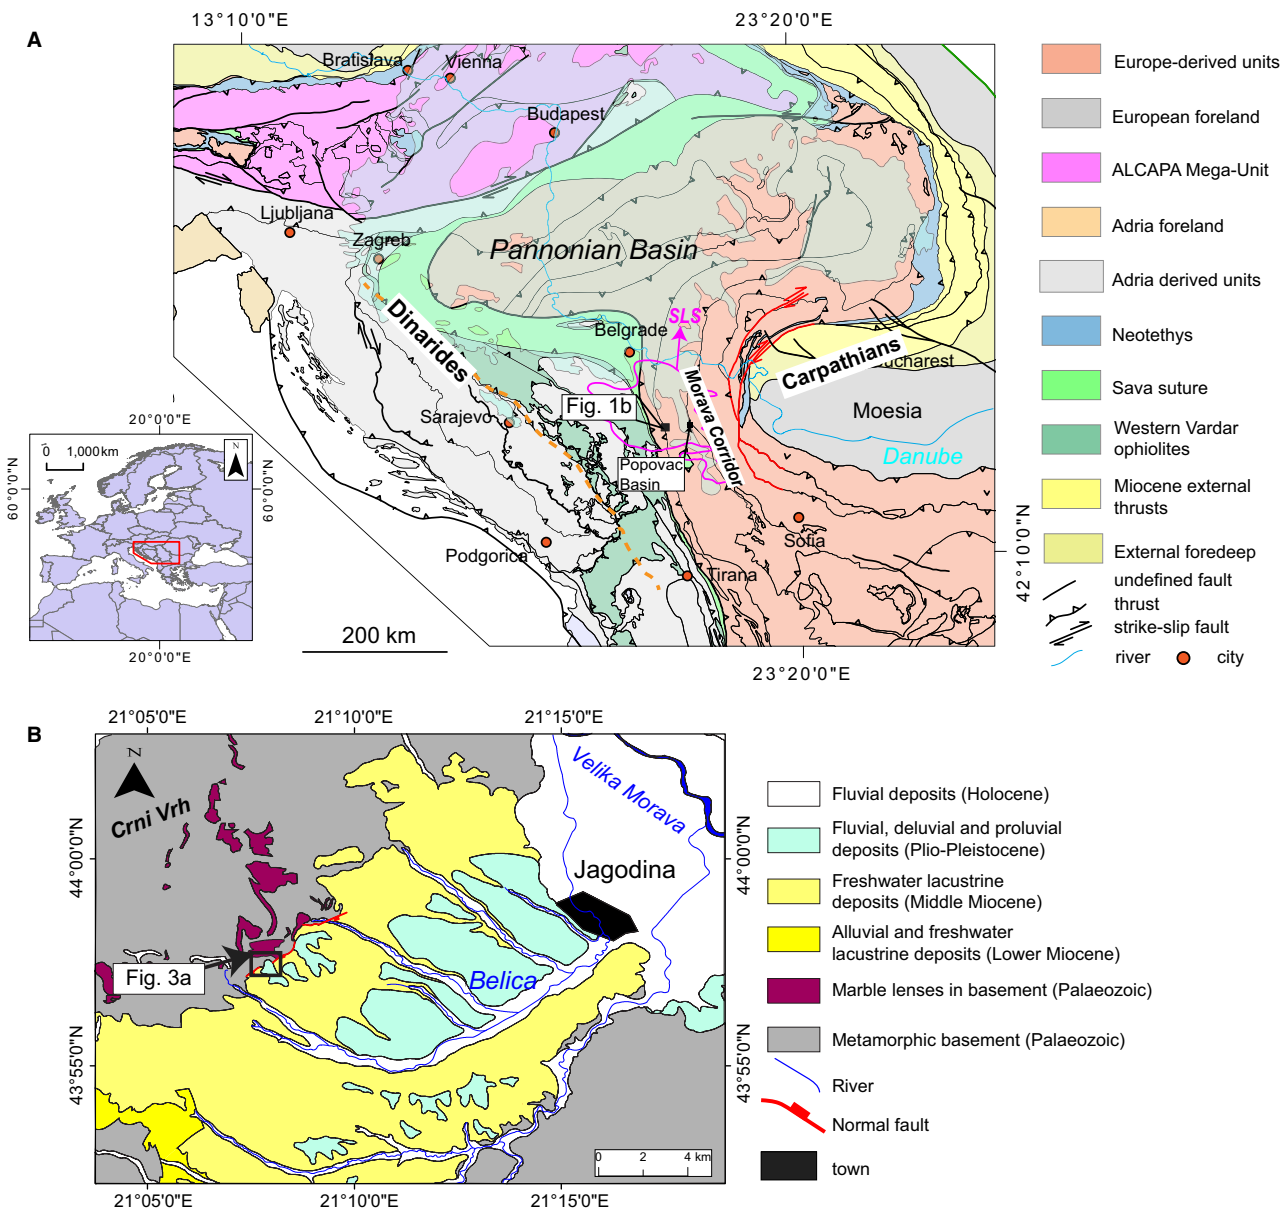 A
13°10'0"E
23°20'0"E
Bratislava
Vienna
Budapest
Ljubljana
Zagreb
Pannonian Basin
Dinarides
SLS
Belgrade
Carpathians
ucharest
Morava Corridor
Fig. 1b
Moesia
Sarajevo
Danube
Popovac
Basin
Sofia
Podgorica
Tirana
200 km
42°10'0"N
23°20'0"E
20°0'0"E
0 1,000 km
N
60°0'0"N
60°0'0"N
20°0'0"E
Europe-derived units
European foreland
ALCAPA Mega-Unit
Adria foreland
Adria derived units
Neotethys
Sava suture
Western Vardar
ophiolites
Miocene external
thrusts
External foredeep
undefined fault
thrust
strike-slip fault
river
city
B
21°05'0"E
21°10'0"E
21°15'0"E
N
Crni Vrh
Velika Morava
Jagodina
Belica
Fig. 3a
44°00'0"N
44°00'0"N
43°55'0"N
43°55'0"N
0 2 4 km
21°05'0"E
21°10'0"E
21°15'0"E
Fluvial deposits (Holocene)
Fluvial, deluvial and proluvial
deposits (Plio-Pleistocene)
Freshwater lacustrine
deposits (Middle Miocene)
Alluvial and freshwater
lacustrine deposits (Lower Miocene)
Marble lenses in basement (Palaeozoic)
Metamorphic basement (Palaeozoic)
River
Normal fault
town